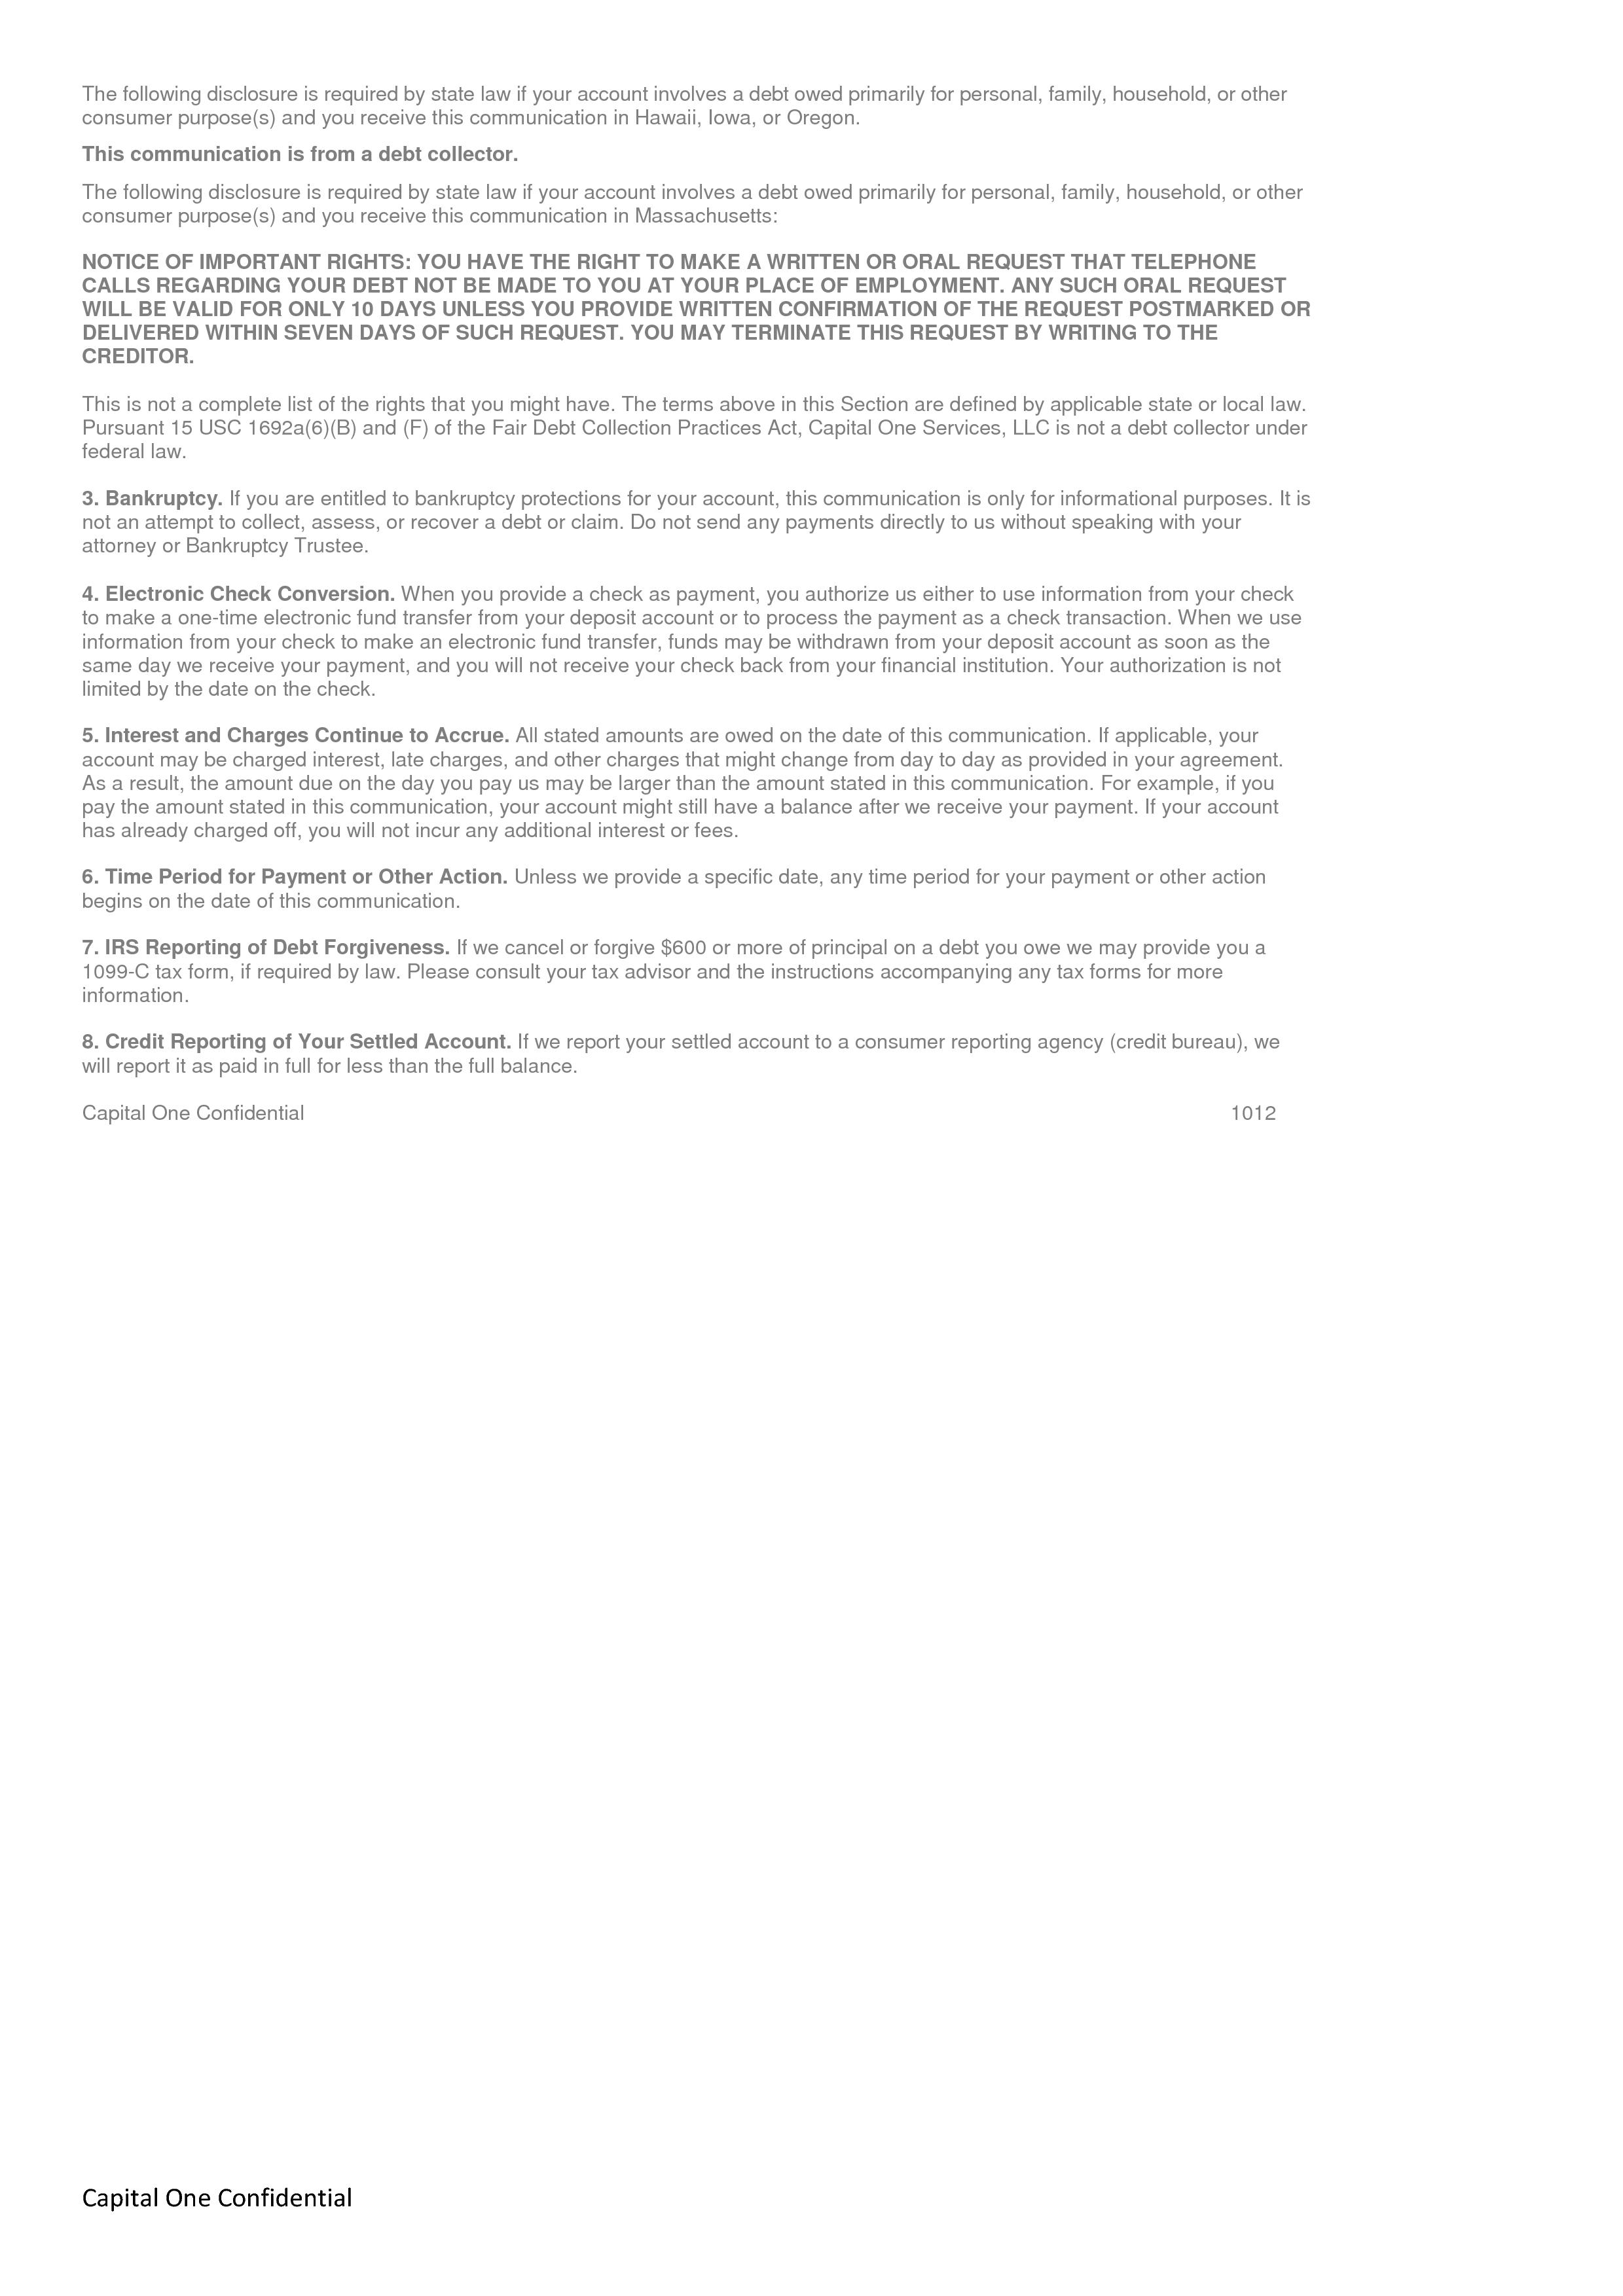 The following disclosure is required by state law if your account involves a debt owed primarily for personal, family, household, or other
consumer purpose(s) and you receive this communication in Hawaii, Iowa, or Oregon.
This communication is from a debt collector.
The following disclosure is required by state law if your account involves a debt owed primarily for personal, family, household, or other
consumer purpose(s) and you receive this communication in Massachusetts:
NOTICE OF IMPORTANT RIGHTS: YOU HAVE THE RIGHT TO MAKE A WRITTEN OR ORAL REQUEST THAT TELEPHONE
CALLS REGARDING YOUR DEBT NOT BE MADE TO YOU AT YOUR PLACE OF EMPLOYMENT. ANY SUCH ORAL REQUEST
WILL BE VALID FOR ONLY 10 DAYS UNLESS YOU PROVIDE WRITTEN CONFIRMATION OF THE REQUEST POSTMARKED OR
DELIVERED WITHIN SEVEN DAYS OF SUCH REQUEST. YOU MAY TERMINATE THIS REQUEST BY WRITING TO THE
CREDITOR.
This is not a complete list of the rights that you might have. The terms above in this Section are defined by applicable state or local law.
Pursuant 15 USC 1692a(6)(B) and (F) of the Fair Debt Collection Practices Act, Capital One Services, LLC is not a debt collector under
federal law.
3. Bankruptcy. If you are entitled to bankruptcy protections for your account, this communication is only for informational purposes. It is
not an attempt to collect, assess, or recover a debt or claim. Do not send any payments directly to us without speaking with your
attorney or Bankruptcy Trustee.
4. Electronic Check Conversion. When you provide a check as payment, you authorize us either to use information from your check
to make a one-time electronic fund transfer from your deposit account or to process the payment as a check transaction. When we use
information from your check to make an electronic fund transfer, funds may be withdrawn from your deposit account as soon as the
same day we receive your payment, and you will not receive your check back from your financial institution. Your authorization is not
limited by the date on the check.
5. Interest and Charges Continue to Accrue. All stated amounts are owed on the date of this communication. If applicable, your
account may be charged interest, late charges, and other charges that might change from day to day as provided in your agreement.
As a result, the amount due on the day you pay us may be larger than the amount stated in this communication. For example, if you
pay the amount stated in this communication, your account might still have a balance after we receive your payment. If your account
has already charged off, you will not incur any additional interest or fees.
6. Time Period for Payment or Other Action. Unless we provide a specific date, any time period for your payment or other action
begins on the date of this communication.
7. IRS Reporting of Debt Forgiveness. If we cancel or forgive $600 or more of principal on a debt you owe we may provide you a
1099-C tax form, if required by law. Please consult your tax advisor and the instructions accompanying any tax forms for more
information.
8. Credit Reporting of Your Settled Account. If we report your settled account to a consumer reporting agency (credit bureau), we
will report it as paid in full for less than the full balance.
Capital One Confidential 1012
Capital One Confidential